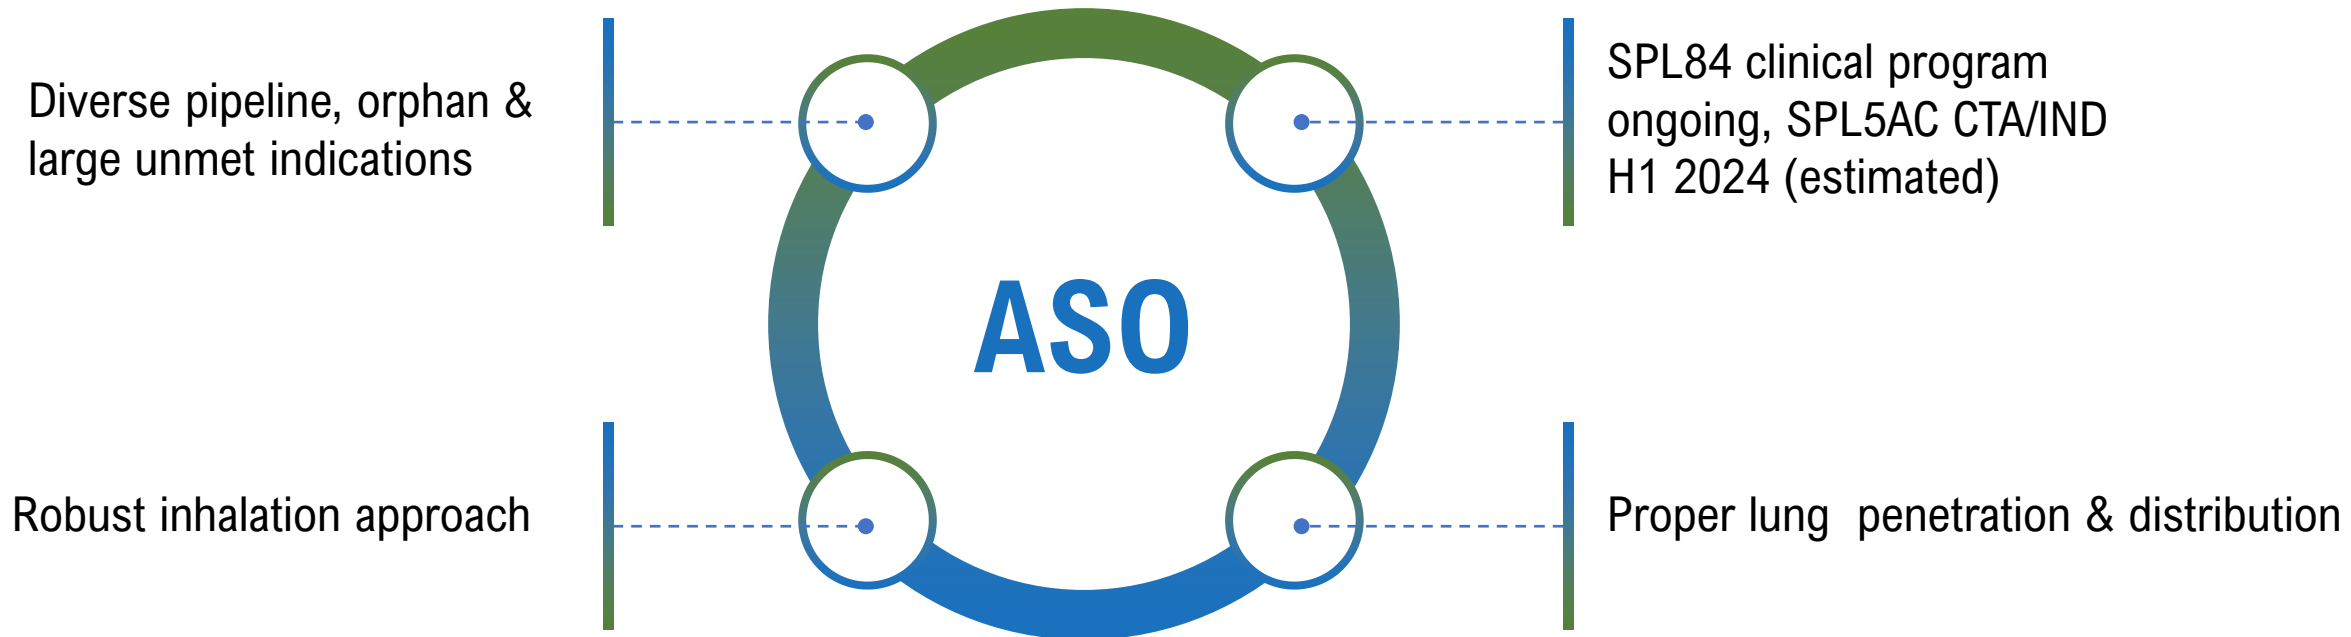 Diverse pipeline, orphan &
large unmet indications
SPL84 clinical program
ongoing, SPL5AC CTA/IND
H1 2024 (estimated)
ASO
Robust inhalation approach
Proper lung  penetration & distribution